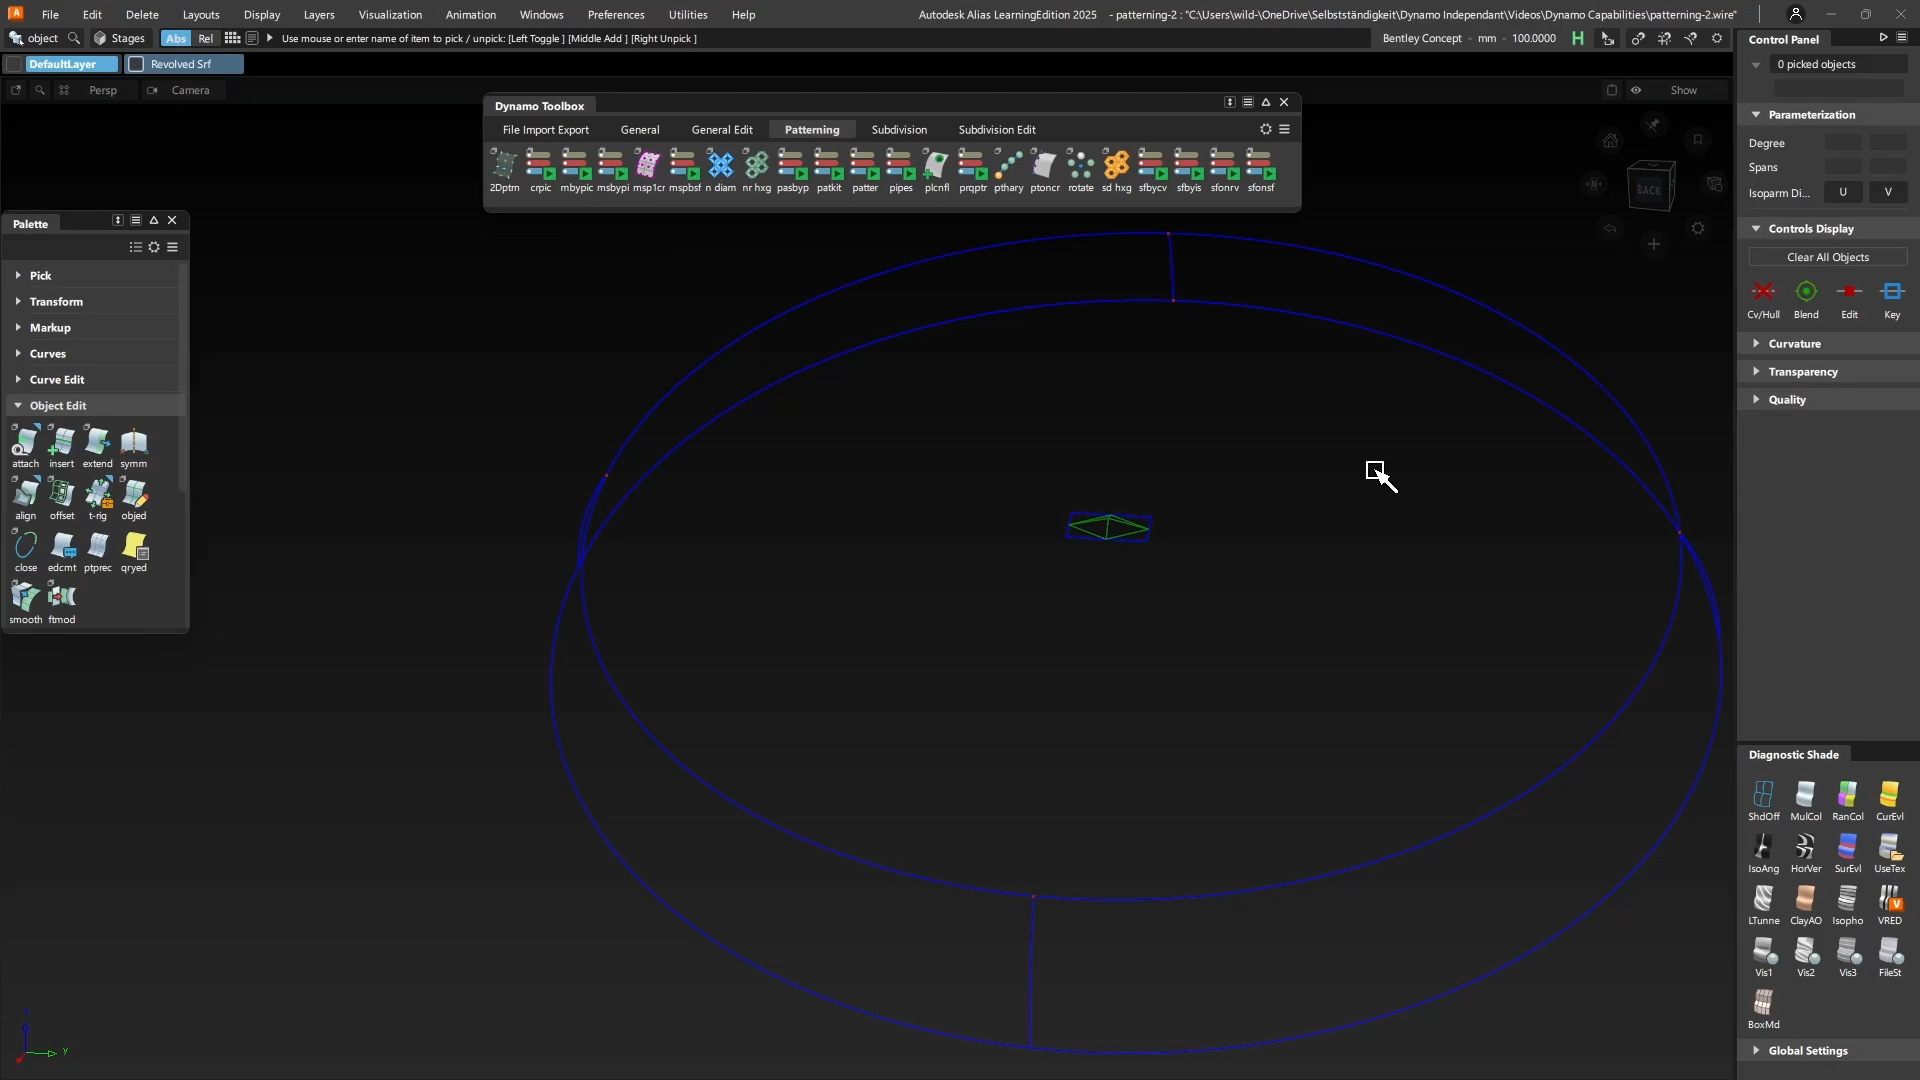 File Edit Delete Layouts Display Layers Visualization Animation Windows Preferences Utilities Help Autodesk Alias LearningEdition 2025 - patterning-2 : "C:\Users\wild-\OneDrive\Selbstständigkeit\Dynamo Independant\Videos\Dynamo Capabilities\patterning-2.wire"
object Stages Abs Rel Use mouse or enter name of item to pick / unpick: [Left Toggle ] [Middle Add ] [Right Unpick ] Bentley Concept - mm - 100.0000
DefaultLayer Revolved Srf
Persp Camera Show
Dynamo Toolbox
File Import Export General General Edit Patterning Subdivision Subdivision Edit
2Dptrn crpic mbypic msbypi msp1cr mspbsf n diam nr hxg pasbyp patkit patter pipes plcnfl prqptr pthary ptoncr rotate sd hxg sfbycv sfbyis sfonrv sfonsf
BACK
Palette
Pick
Transform
Markup
Curves
Curve Edit
Object Edit
attach insert extend symm
align offset t-rig objed
close edcmt ptprec qryed
smooth ftmod
Control Panel
0 picked objects
Parameterization
Degree
Spans
Isoparm Di... U V
Controls Display
Clear All Objects
Cv/Hull Blend Edit Key
Curvature
Transparency
Quality
Diagnostic Shade
ShdOff MulCol RanCol CurEvl
IsoAng HorVer SurEvl UseTex
LTunne ClayAO Isopho VRED
Vis1 Vis2 Vis3 FileSt
BoxMd
Global Settings
y